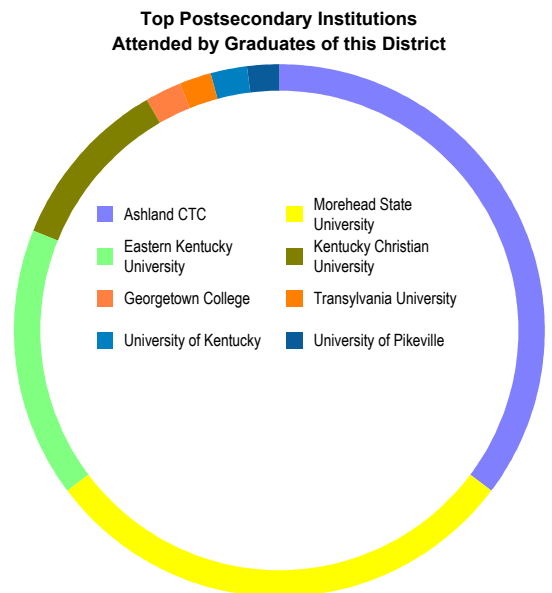 Top Postsecondary Institutions
Attended by Graduates of this District
Ashland CTC
Morehead State
University
Eastern Kentucky
University
Kentucky Christian
University
Georgetown College
Transylvania University
University of Kentucky
University of Pikeville